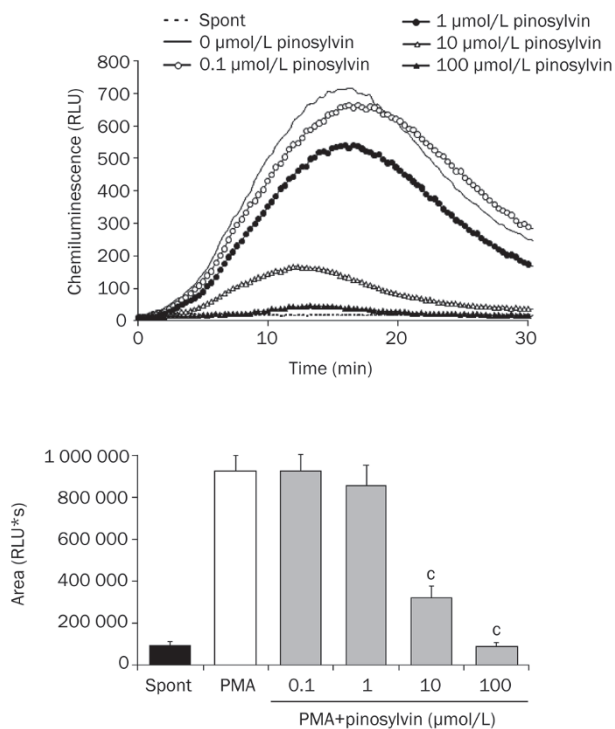 Spont
0 µmol/L pinosylvin
0.1 µmol/L pinosylvin
1 µmol/L pinosylvin
10 µmol/L pinosylvin
100 µmol/L pinosylvin
Chemiluminescence (RLU)
800
700
600
500
400
300
200
100
0
0 10 20 30
Time (min)
Area (RLU*s)
1 000 000
800 000
600 000
400 000
200 000
0
c
c
Spont PMA 0.1 1 10 100
PMA+pinosylvin (µmol/L)